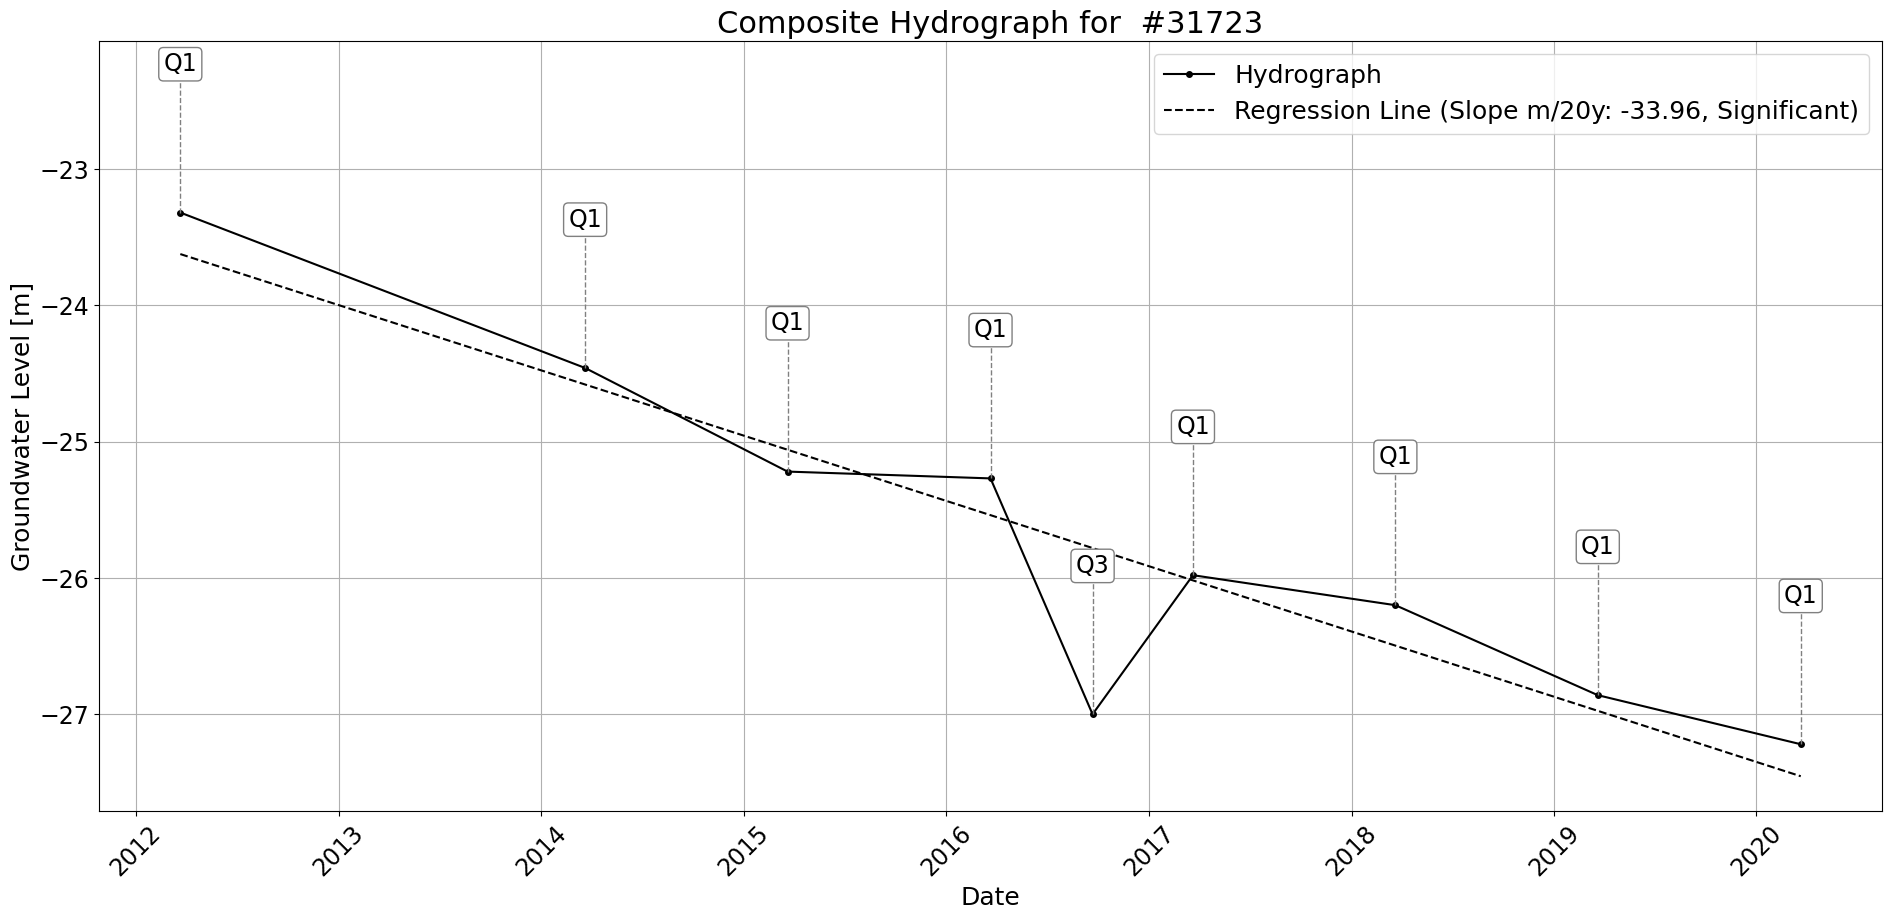 Composite Hydrograph for  #31723
Hydrograph
Regression Line (Slope m/20y: -33.96, Significant)
Q1
Q1
Q1
Q1
Q3
Q1
Q1
Q1
Q1
Groundwater Level [m]
−23
−24
−25
−26
−27
2012
2013
2014
2015
2016
2017
2018
2019
2020
Date